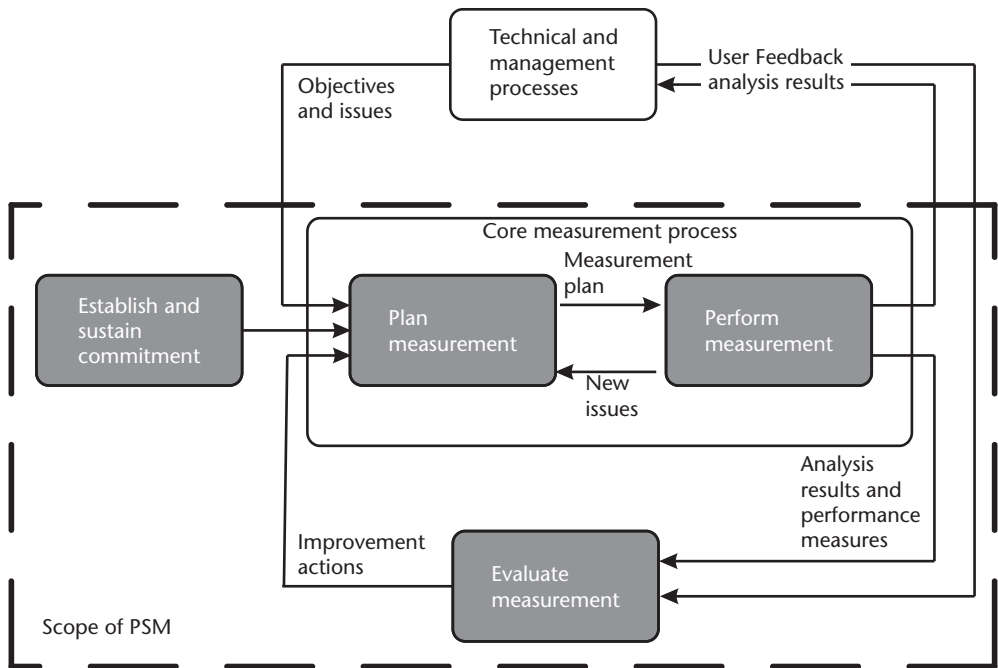 Technical and
management
processes
User Feedback
analysis results
Objectives
and issues
Core measurement process
Measurement
plan
Establish and
sustain
commitment
Plan
measurement
Perform
measurement
New
issues
Analysis
results and
performance
measures
Improvement
actions
Evaluate
measurement
Scope of PSM